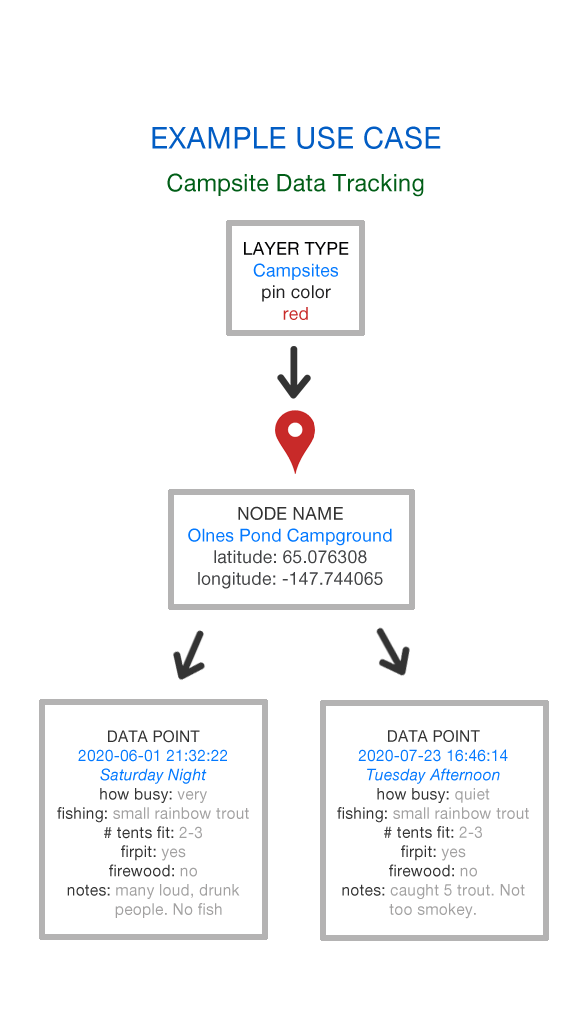 EXAMPLE USE CASE
Campsite Data Tracking
LAYER TYPE
Campsites
pin color
red
NODE NAME
Olnes Pond Campground
latitude: 65.076308
longitude: -147.744065
DATA POINT
2020-06-01 21:32:22
Saturday Night
how busy: very
fishing: small rainbow trout
# tents fit: 2-3
firpit: yes
firewood: no
notes: many loud, drunk
people. No fish
DATA POINT
2020-07-23 16:46:14
Tuesday Afternoon
how busy: quiet
fishing: small rainbow trout
# tents fit: 2-3
firpit: yes
firewood: no
notes: caught 5 trout. Not
too smokey.